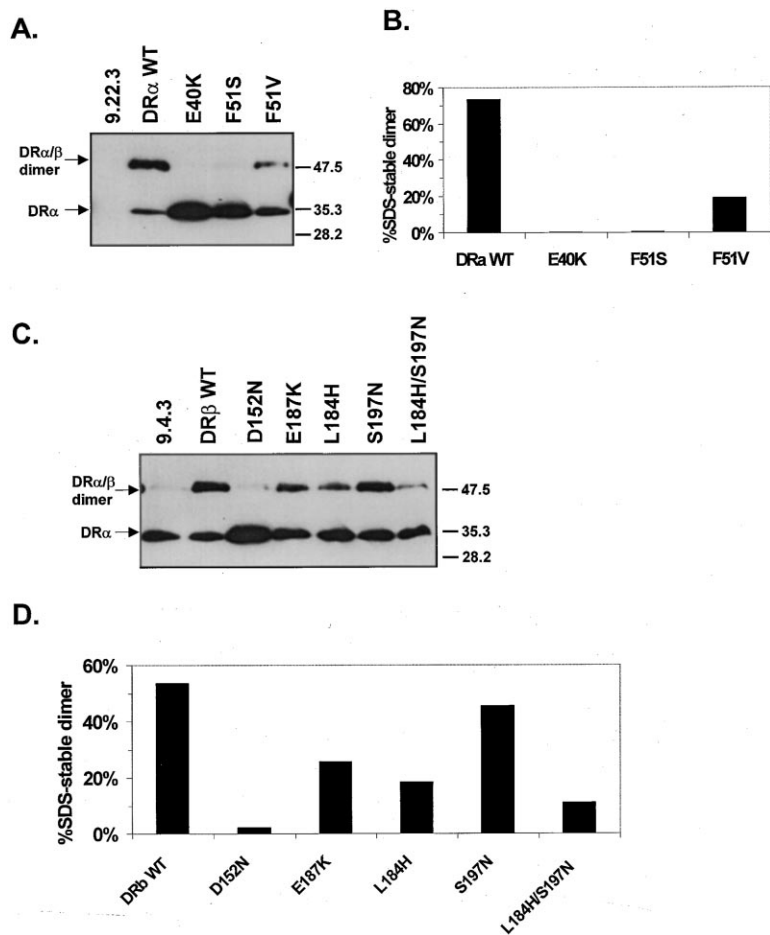 A.
9.22.3
DRα WT
E40K
F51S
F51V
DRα/β
dimer
DRα
47.5
35.3
28.2
B.
%SDS-stable dimer
80%
60%
40%
20%
0%
DRa WT
E40K
F51S
F51V
C.
9.4.3
DRβ WT
D152N
E187K
L184H
S197N
L184H/S197N
DRα/β
dimer
DRα
47.5
35.3
28.2
D.
%SDS-stable dimer
60%
40%
20%
0%
DRb WT
D152N
E187K
L184H
S197N
L184H/S197N